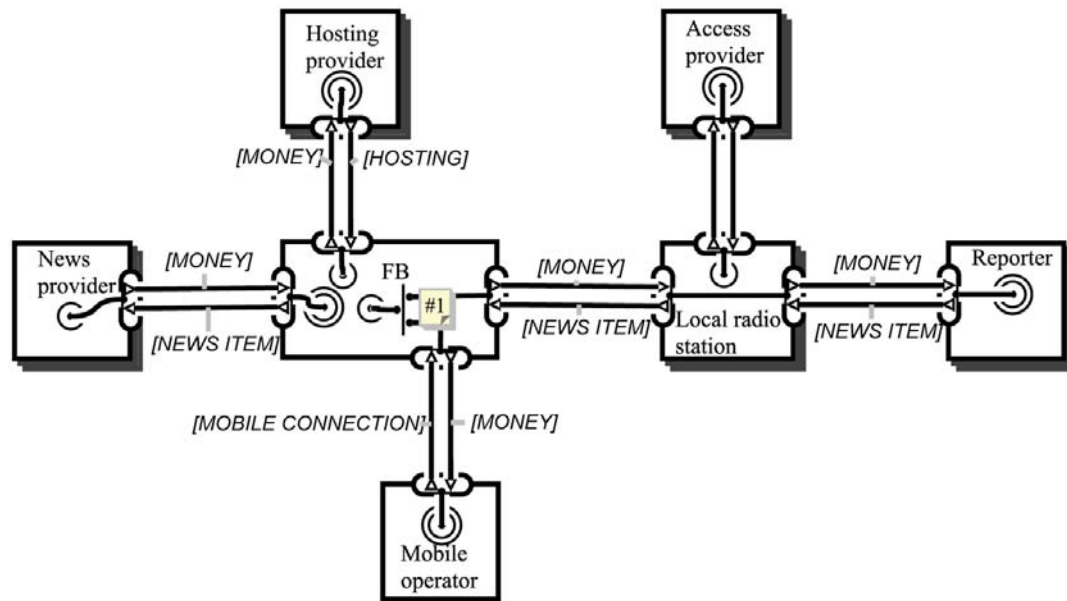 Hosting
provider
Access
provider
[MONEY]
[HOSTING]
News
provider
[MONEY]
[NEWS ITEM]
FB
#1
[MONEY]
[NEWS ITEM]
Local radio
station
[MONEY]
[NEWS ITEM]
Reporter
[MOBILE CONNECTION]
[MONEY]
Mobile
operator